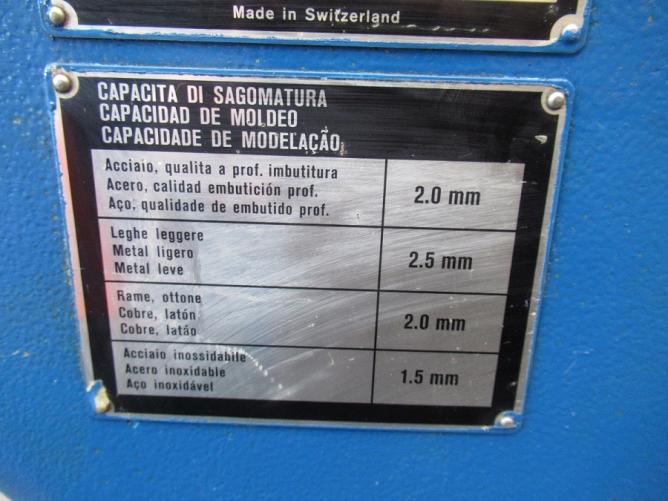 Made in Switzerland
CAPACITA DI SAGOMATURA
CAPACIDAD DE MOLDEO
CAPACIDADE DE MODELAÇÃO
Acciaio, qualita a prof. imbutitura
Acero, calidad embutición prof.
Aço, qualidade de embutido prof.
2.0 mm
Leghe leggere
Metal ligero
Metal leve
2.5 mm
Rame, ottone
Cobre, latón
Cobre, latão
2.0 mm
Acciaio inossidabile
Acero inoxidable
Aço inoxidável
1.5 mm